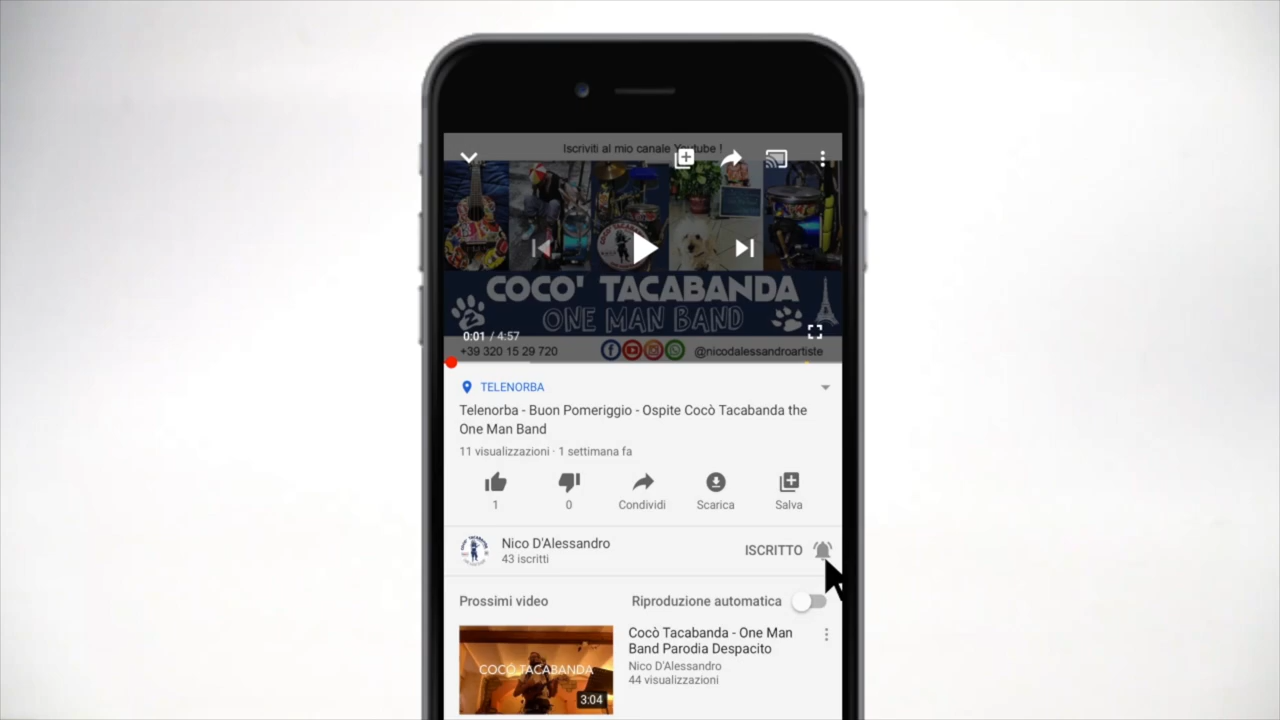 Iscriviti al mio canale Youtube !
COCO' TACABANDA
ONE MAN BAND
0:01 / 4:57
+39 320 15 29 720
@nicodalessandroartiste
TELENORBA
Telenorba - Buon Pomeriggio - Ospite Cocò Tacabanda the
One Man Band
11 visualizzazioni · 1 settimana fa
1
0
Condividi
Scarica
Salva
Nico D'Alessandro
43 iscritti
ISCRITTO
Prossimi video
Riproduzione automatica
COCÒ TACABANDA
3:04
Cocò Tacabanda - One Man
Band Parodia Despacito
Nico D'Alessandro
44 visualizzazioni